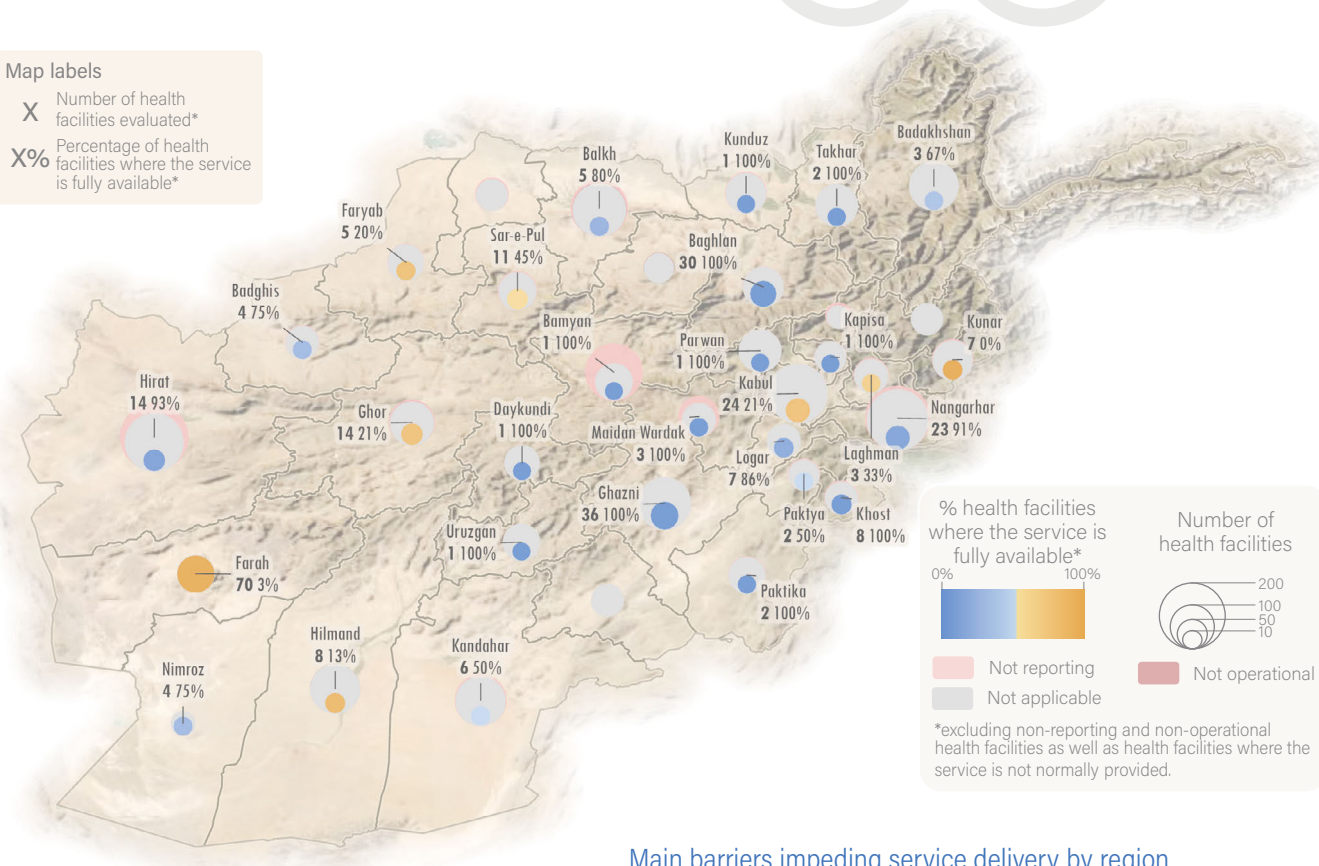 Map labels
X Number of health
facilities evaluated*
X% Percentage of health
facilities where the service
is fully available*
Badakhshan
3 67%
Kunduz
1 100%
Takhar
2 100%
Balkh
5 80%
Faryab
5 20%
Sar-e-Pul
11 45%
Baghlan
30 100%
Badghis
4 75%
Bamyan
1 100%
Parwan
1 100%
Kapisa
1 100%
Kunar
7 0%
Hirat
14 93%
Ghor
14 21%
Daykundi
1 100%
Maidan Wardak
3 100%
Kabul
24 21%
Nangarhar
23 91%
Logar
7 86%
Laghman
3 33%
Ghazni
36 100%
Paktya
2 50%
Khost
8 100%
Uruzgan
1 100%
Farah
70 3%
Paktika
2 100%
Hilmand
8 13%
Kandahar
6 50%
Nimroz
4 75%
% health facilities
where the service is
fully available*
0% 100%
Number of
health facilities
200
100
50
10
Not reporting
Not operational
Not applicable
*excluding non-reporting and non-operational
health facilities as well as health facilities where the
service is not normally provided.
Main barriers impeding service delivery by region